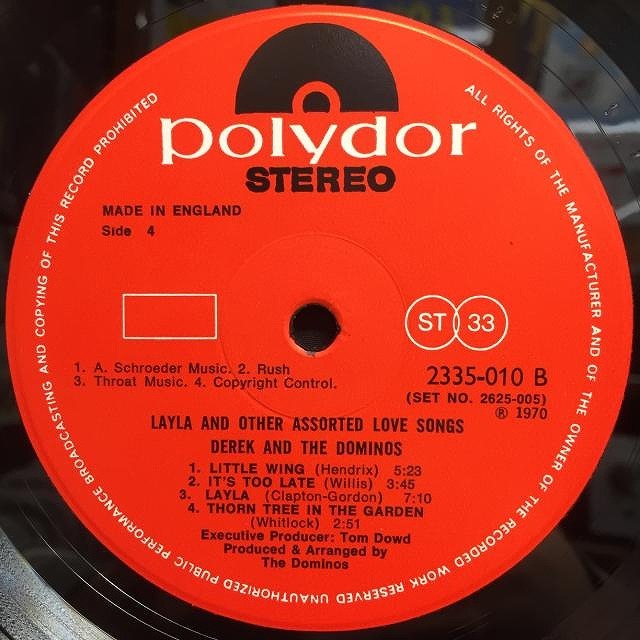 polydor
STEREO
MADE IN ENGLAND
Side 4
ST 33
1. A. Schroeder Music. 2. Rush
3. Throat Music. 4. Copyright Control.
2335-010 B
(SET NO. 2625-005)
℗ 1970
LAYLA AND OTHER ASSORTED LOVE SONGS
DEREK AND THE DOMINOS
1. LITTLE WING (Hendrix) 5:23
2. IT'S TOO LATE (Willis) 3:45
3. LAYLA (Clapton-Gordon) 7:10
4. THORN TREE IN THE GARDEN
(Whitlock) 2:51
Executive Producer: Tom Dowd
Produced & Arranged by
The Dominos
ALL RIGHTS OF THE MANUFACTURER AND OF THE OWNER OF THE RECORDED WORK RESERVED UNAUTHORIZED PUBLIC PERFORMANCE BROADCASTING AND COPYING OF THIS RECORD PROHIBITED